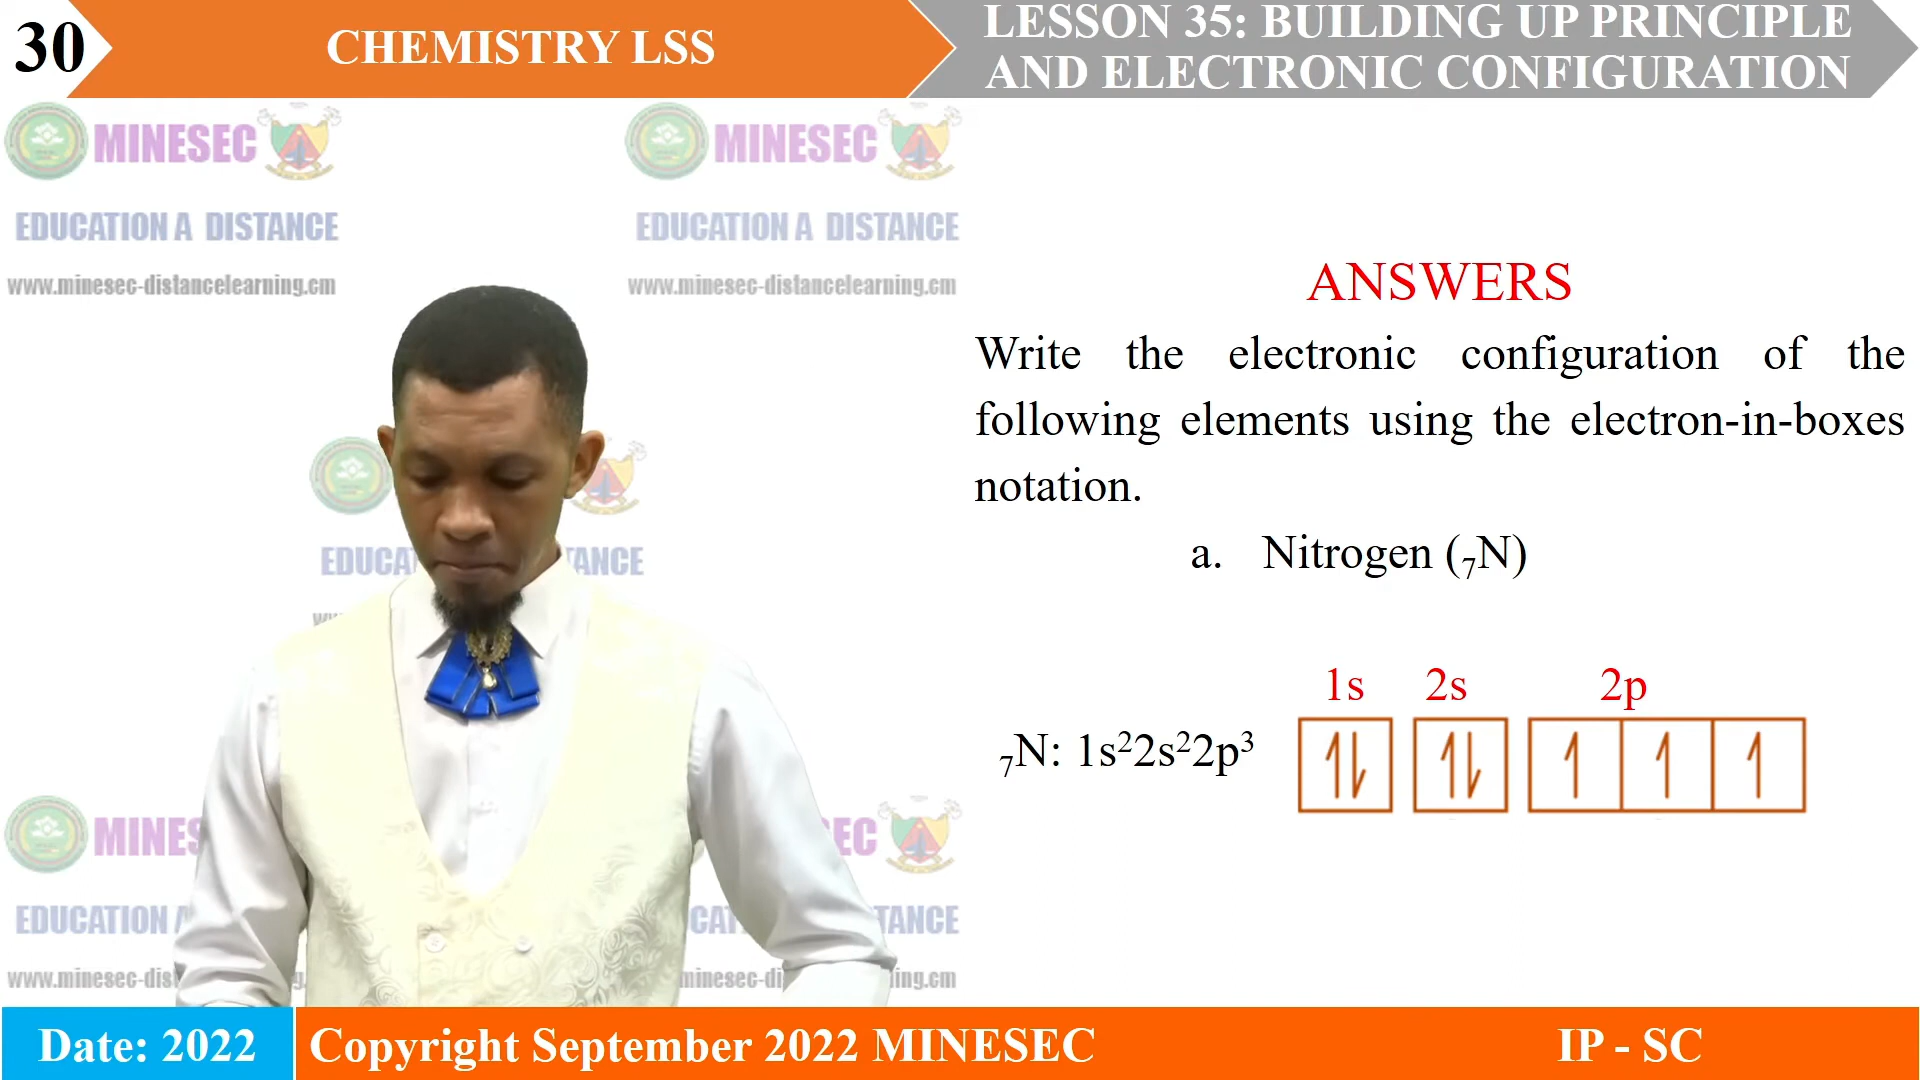 30
CHEMISTRY LSS
LESSON 35: BUILDING UP PRINCIPLE
AND ELECTRONIC CONFIGURATION
MINESEC
MINESEC
EDUCATION A DISTANCE
EDUCATION A DISTANCE
www.minesec-distancelearning.cm
www.minesec-distancelearning.cm
ANSWERS
Write the electronic configuration of the
following elements using the electron-in-boxes
notation.
a. Nitrogen (₇N)
1s 2s 2p
₇N: 1s²2s²2p³
Date: 2022
Copyright September 2022 MINESEC
IP - SC